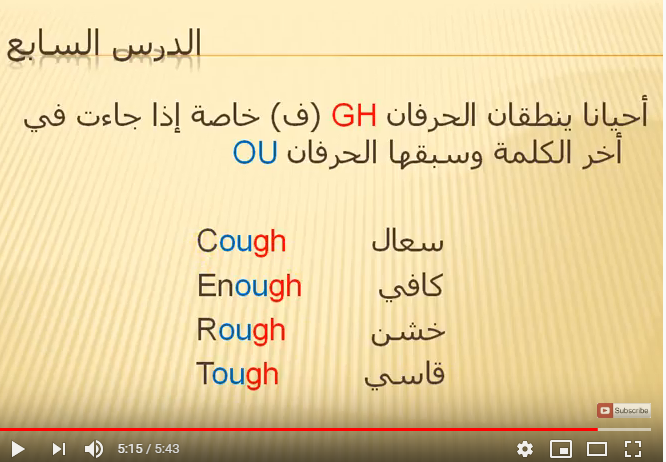 الدرس السابع
أحيانا ينطقان الحرفان GH (ف) خاصة إذا جاءت في
أخر الكلمة وسبقها الحرفان OU
Cough سعال
Enough كافي
Rough خشن
Tough قاسي
Subscribe
5:15 / 5:43